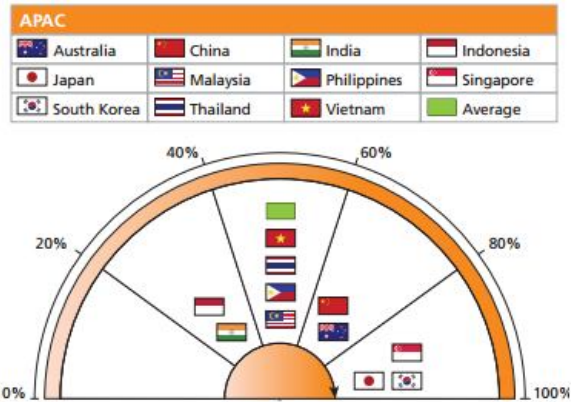 APAC
Australia China India Indonesia
Japan Malaysia Philippines Singapore
South Korea Thailand Vietnam Average
40% 60%
20% 80%
0% 100%